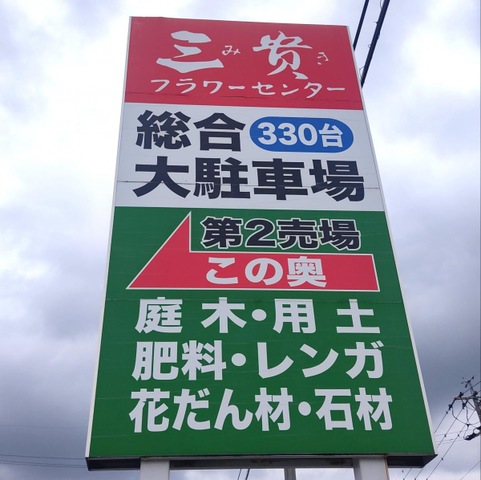 三み貴き
フラワーセンター
総合 330台
大駐車場
第2売場
この奥
庭木・用土
肥料・レンガ
花だん材・石材